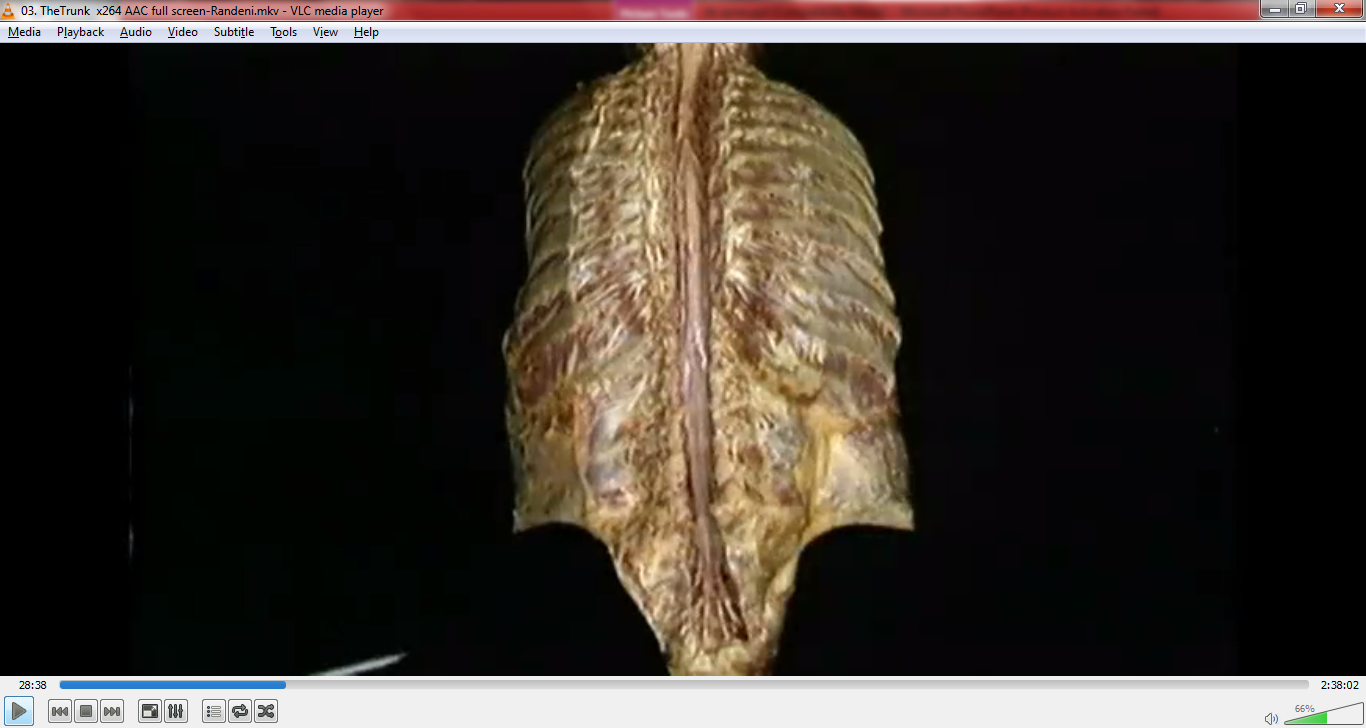 03. TheTrunk  x264 AAC full screen-Randeni.mkv - VLC media player
Media Playback Audio Video Subtitle Tools View Help
28:38
2:38:02
66%